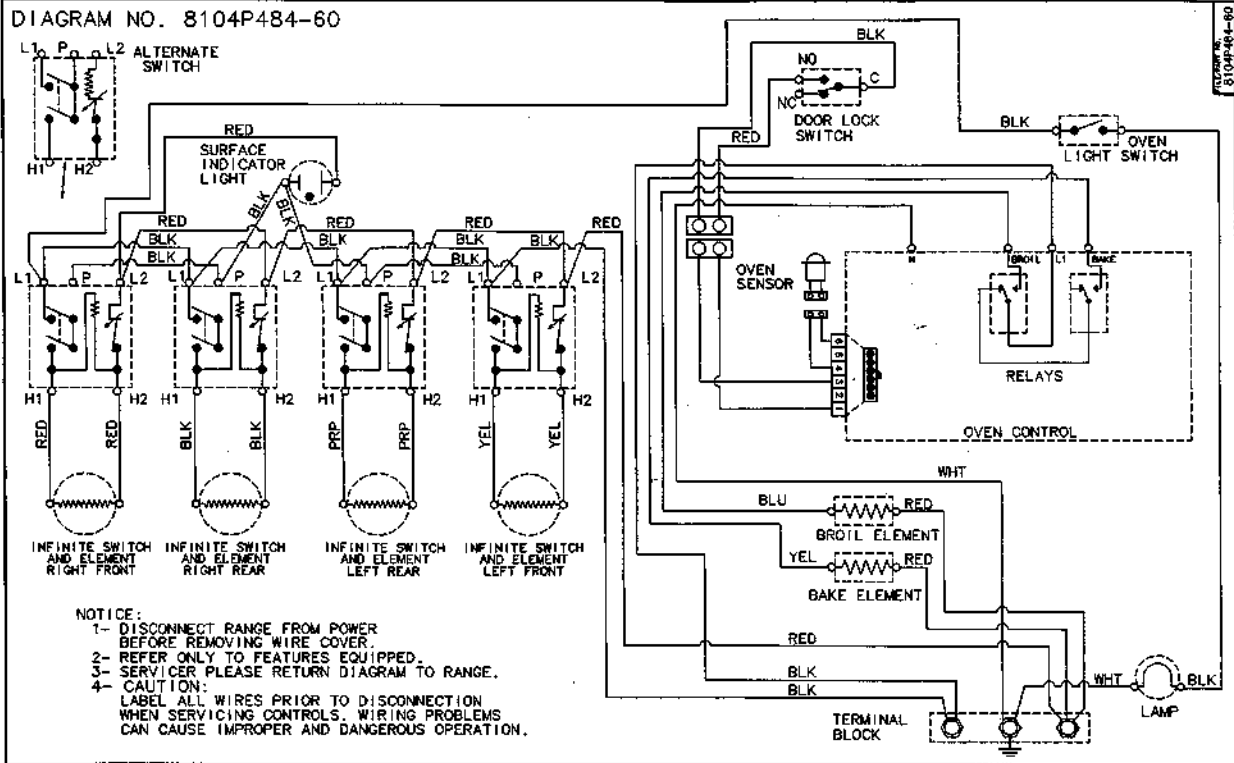 DIAGRAM NO. 8104P484-60
8104P484-60
L1 P L2 ALTERNATE
SWITCH
H1 H2
RED
SURFACE
INDICATOR
LIGHT
BLK
BLK
RED
BLK
RED
BLK
BLK
RED
BLK
BLK
RED
BLK
L1 P L2
L1 P L2
L1 P L2
L1 P L2
H1 H2
H1 H2
H1 H2
H1 H2
RED RED
BLK BLK
PRP PRP
YEL YEL
INFINITE SWITCH
AND ELEMENT
RIGHT FRONT
INFINITE SWITCH
AND ELEMENT
RIGHT REAR
INFINITE SWITCH
AND ELEMENT
LEFT REAR
INFINITE SWITCH
AND ELEMENT
LEFT FRONT
BLK
NO
C
NC
DOOR LOCK
SWITCH
RED
BLK
OVEN
LIGHT SWITCH
OVEN
SENSOR
N BROIL L1 BAKE
RELAYS
6
5
4
3
2
1
OVEN CONTROL
WHT
BLU RED
BROIL ELEMENT
YEL RED
BAKE ELEMENT
RED
BLK
BLK
WHT BLK
LAMP
TERMINAL
BLOCK
NOTICE:
1- DISCONNECT RANGE FROM POWER
BEFORE REMOVING WIRE COVER.
2- REFER ONLY TO FEATURES EQUIPPED.
3- SERVICER PLEASE RETURN DIAGRAM TO RANGE.
4- CAUTION:
LABEL ALL WIRES PRIOR TO DISCONNECTION
WHEN SERVICING CONTROLS. WIRING PROBLEMS
CAN CAUSE IMPROPER AND DANGEROUS OPERATION.